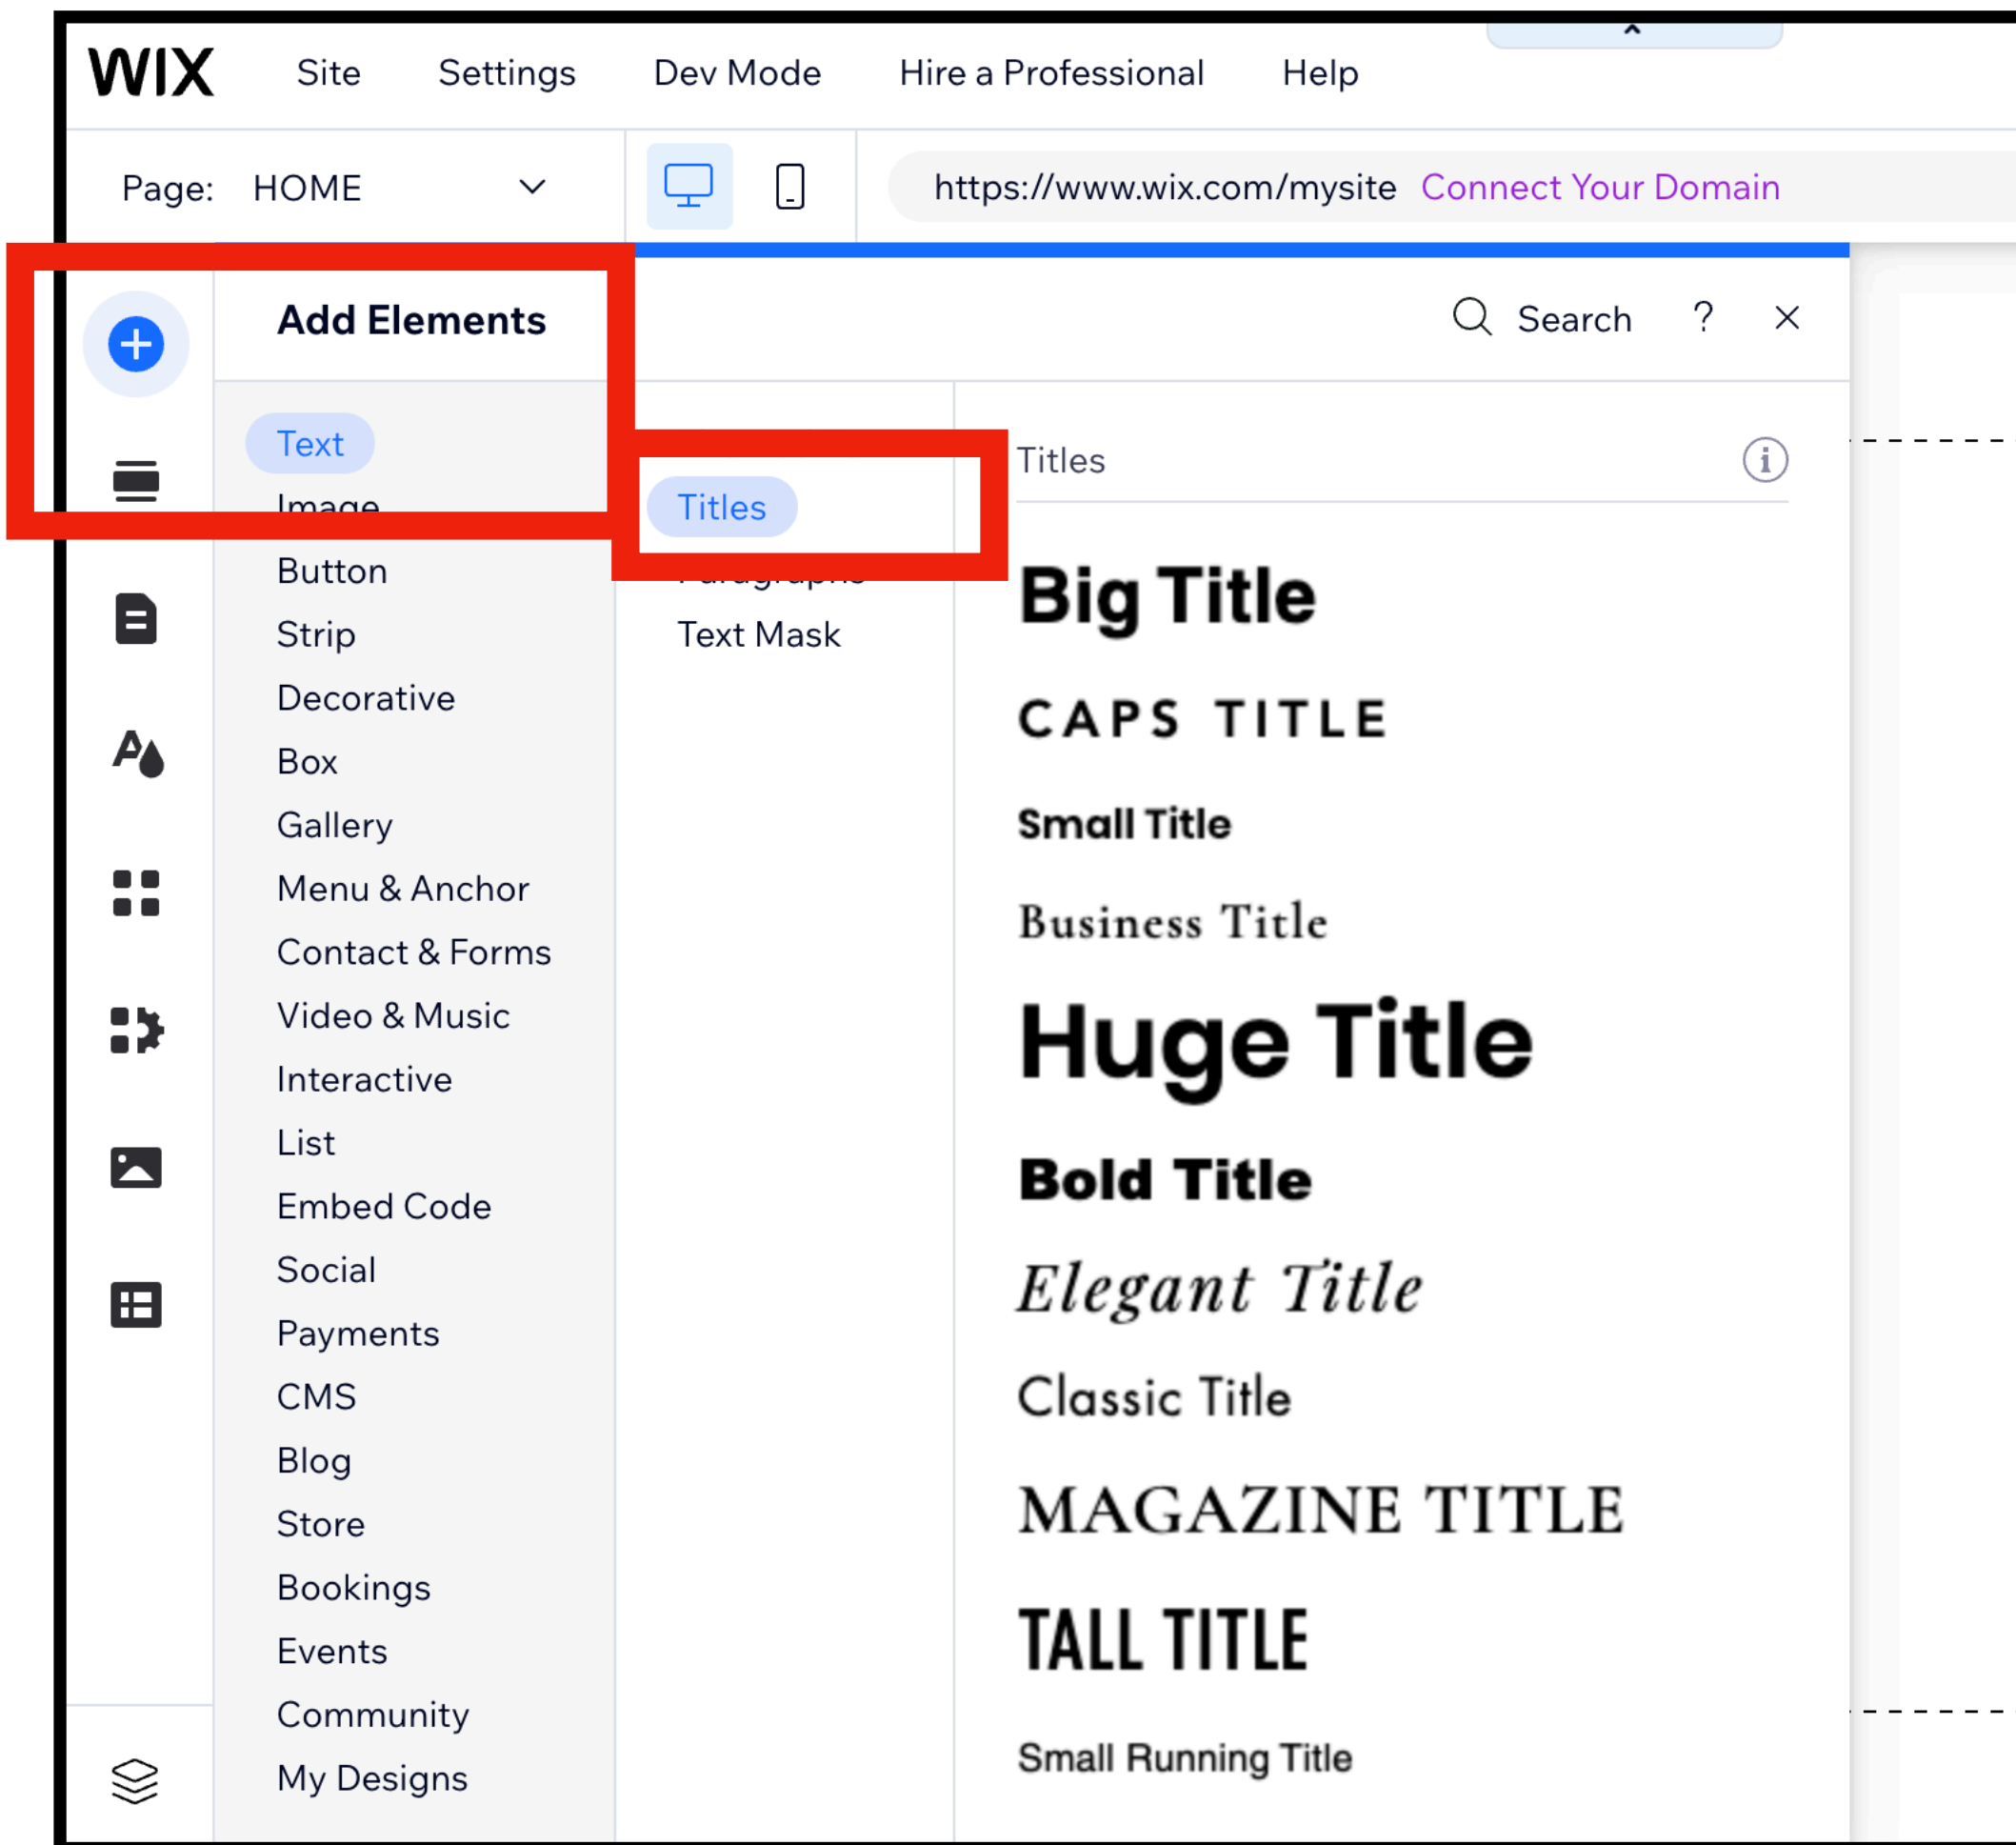 WIX Site Settings Dev Mode Hire a Professional Help
Page: HOME https://www.wix.com/mysite Connect Your Domain
Add Elements
Search ? ×
Text
Image
Button
Strip
Decorative
Box
Gallery
Menu & Anchor
Contact & Forms
Video & Music
Interactive
List
Embed Code
Social
Payments
CMS
Blog
Store
Bookings
Events
Community
My Designs
Titles
Paragraphs
Text Mask
Titles
Big Title
CAPS TITLE
Small Title
Business Title
Huge Title
Bold Title
Elegant Title
Classic Title
MAGAZINE TITLE
TALL TITLE
Small Running Title